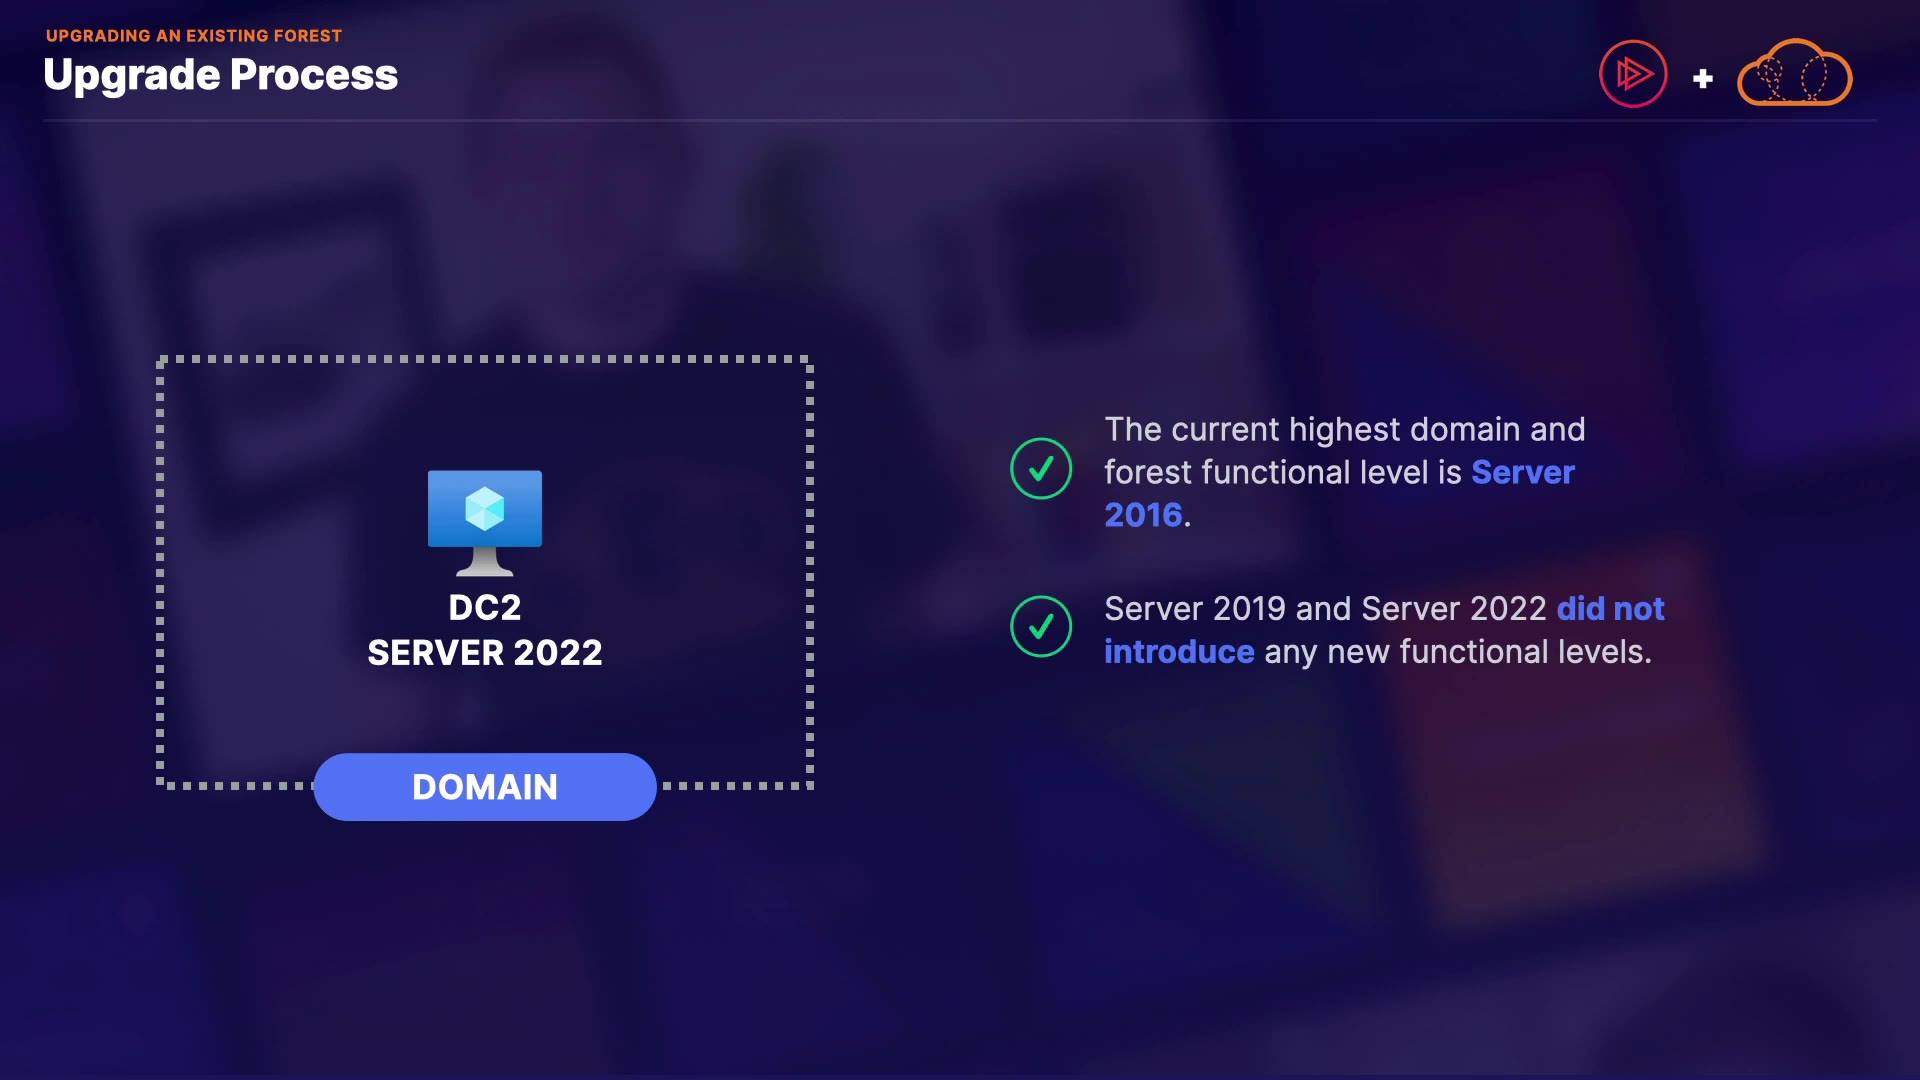 UPGRADING AN EXISTING FOREST
Upgrade Process
DC2
SERVER 2022
DOMAIN
The current highest domain and
forest functional level is Server
2016.
Server 2019 and Server 2022 did not
introduce any new functional levels.